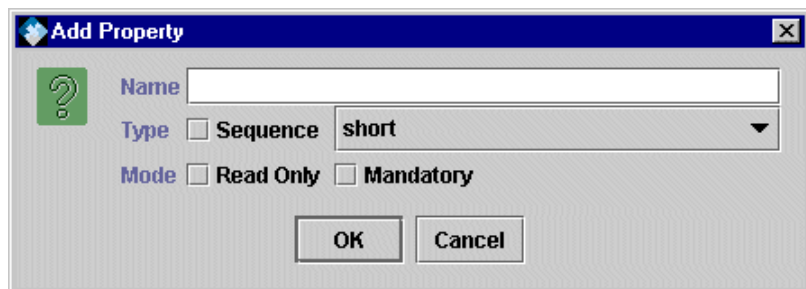 Add Property
Name
Type Sequence short
Mode Read Only Mandatory
OK Cancel